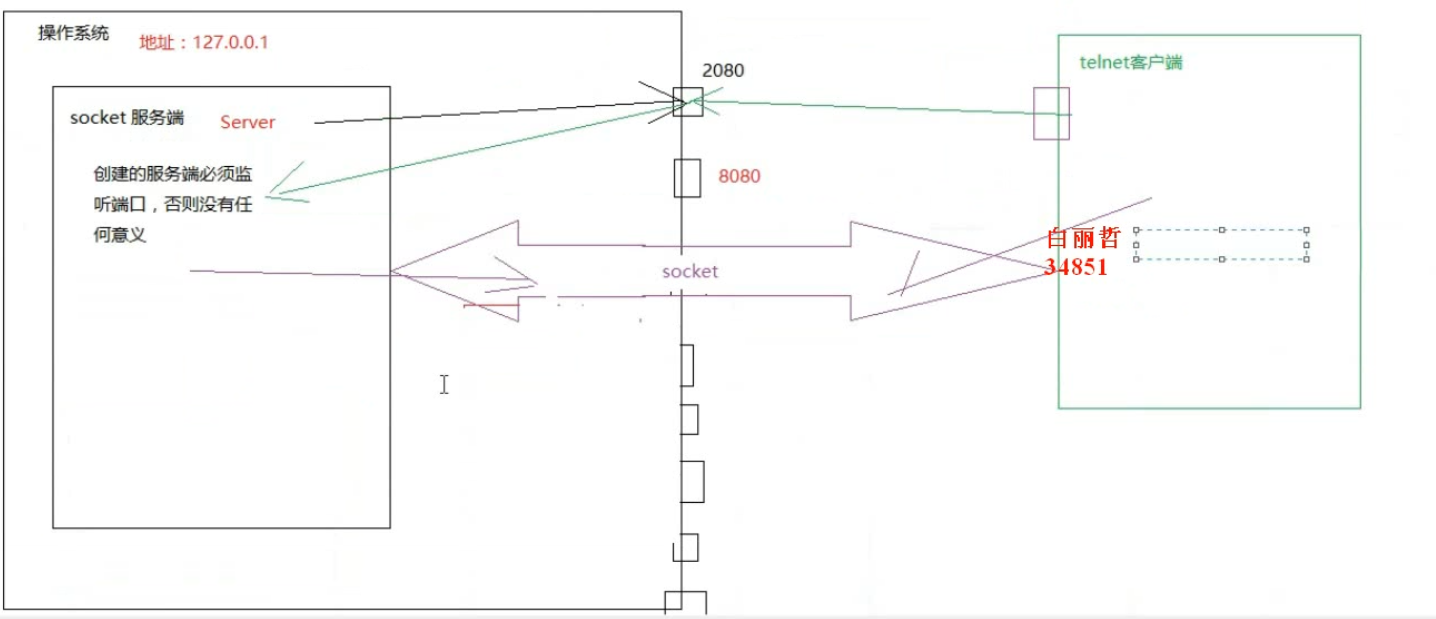 操作系统
地址：127.0.0.1
2080
telnet客户端
socket 服务端
Server
创建的服务端必须监
听端口，否则没有任
何意义
8080
白丽哲
34851
socket